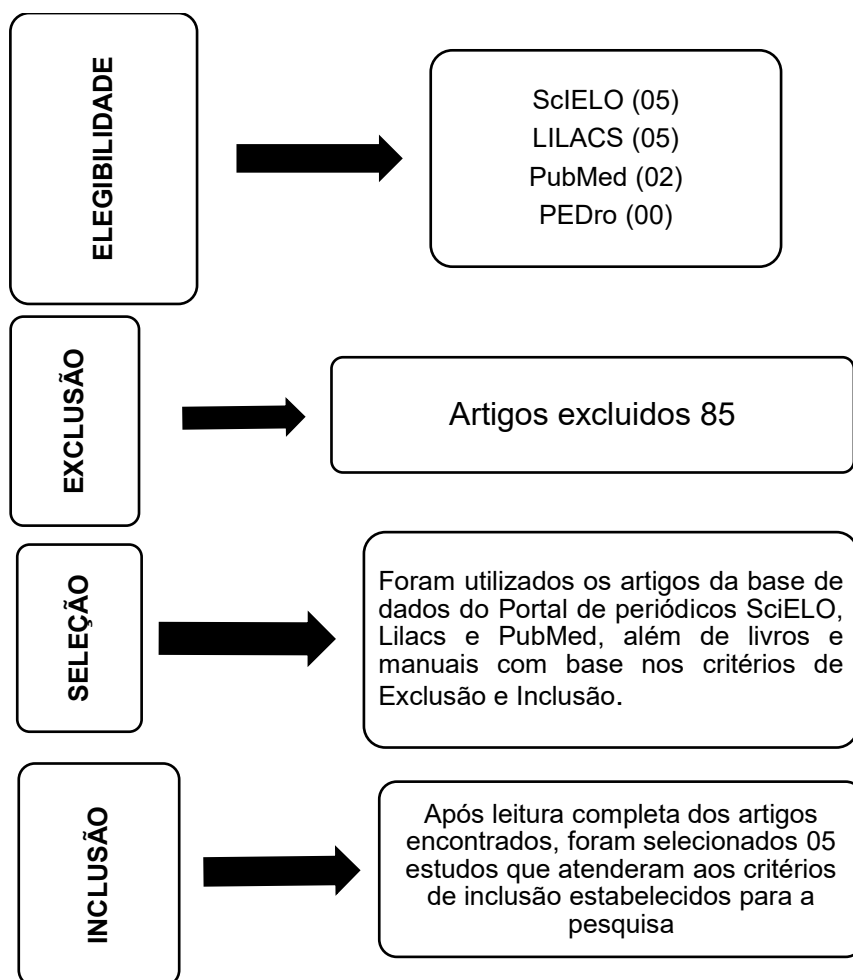 ELEGIBILIDADE
ScIELO (05)
LILACS (05)
PubMed (02)
PEDro (00)
EXCLUSÃO
Artigos excluidos 85
SELEÇÃO
Foram utilizados os artigos da base de
dados do Portal de periódicos SciELO,
Lilacs e PubMed, além de livros e
manuais com base nos critérios de
Exclusão e Inclusão.
INCLUSÃO
Após leitura completa dos artigos
encontrados, foram selecionados 05
estudos que atenderam aos critérios
de inclusão estabelecidos para a
pesquisa